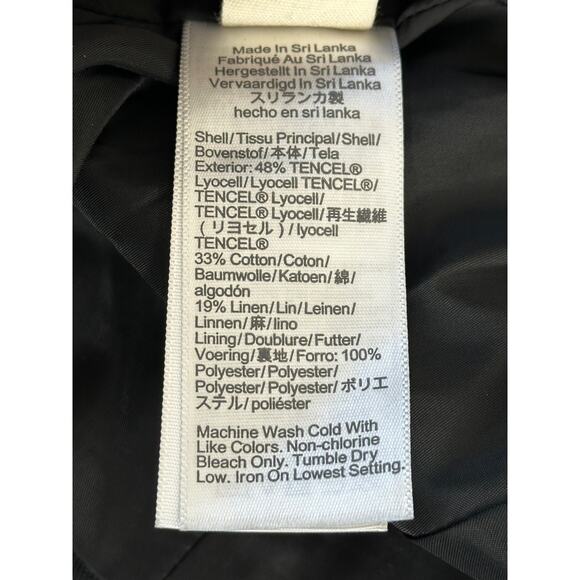 Made In Sri Lanka
Fabriqué Au Sri Lanka
Hergestellt In Sri Lanka
Vervaardigd In Sri Lanka
スリランカ製
hecho en sri lanka
Shell/Tissu Principal/Shell/
Bovenstof/本体/Tela
Exterior: 48% TENCEL®
Lyocell/Lyocell TENCEL®/
TENCEL® Lyocell/
TENCEL® Lyocell/再生繊維
(リヨセル)/lyocell
TENCEL®
33% Cotton/Coton/
Baumwolle/Katoen/綿/
algodón
19% Linen/Lin/Leinen/
Linnen/麻/lino
Lining/Doublure/Futter/
Voering/裏地/Forro: 100%
Polyester/Polyester/
Polyester/Polyester/ポリエ
ステル/poliéster
Machine Wash Cold With
Like Colors. Non-chlorine
Bleach Only. Tumble Dry
Low. Iron On Lowest Setting.